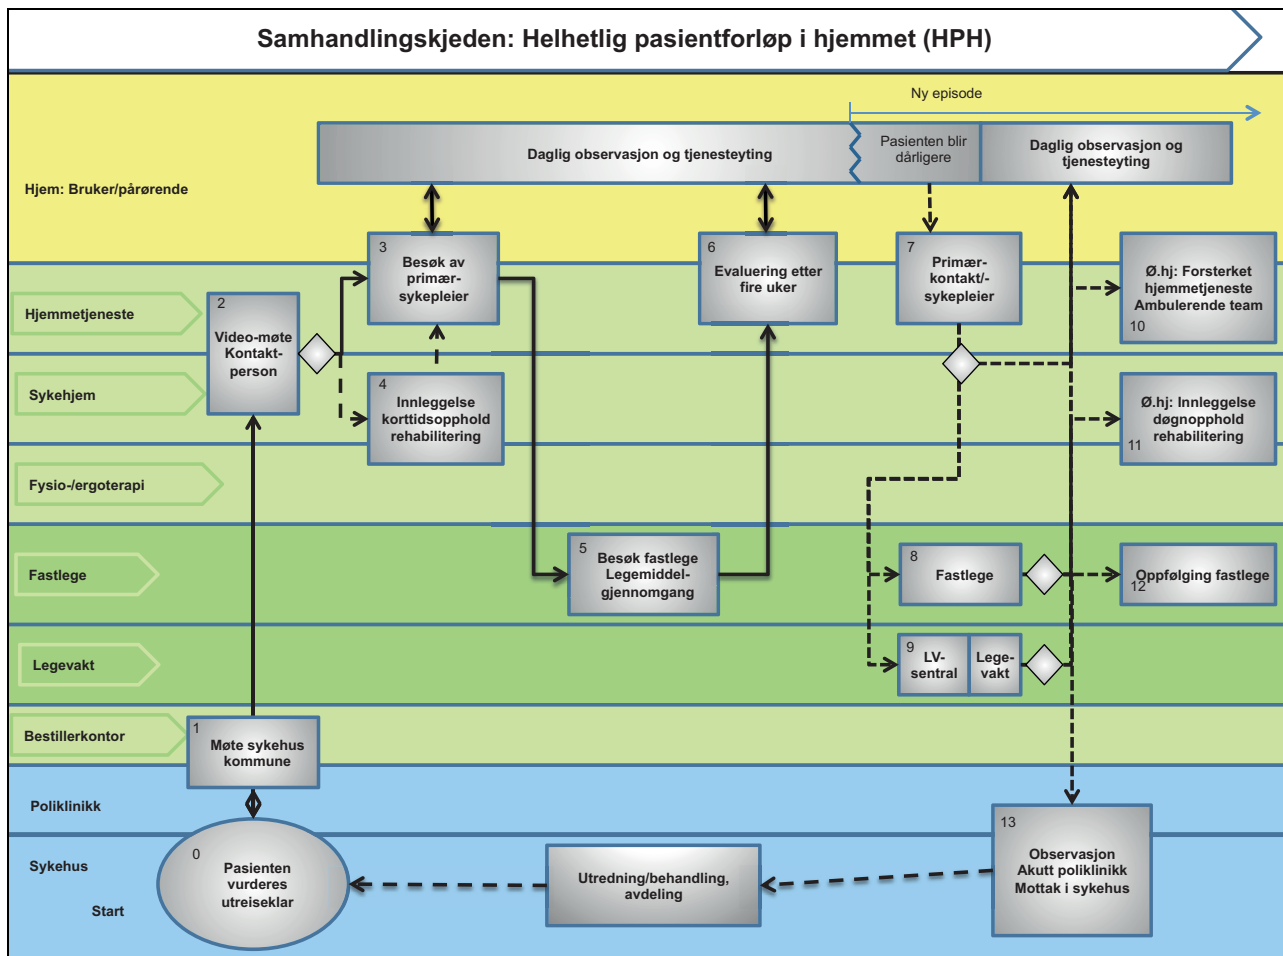 Samhandlingskjeden: Helhetlig pasientforløp i hjemmet (HPH)
Ny episode
Daglig observasjon og tjenesteyting
Pasienten blir
dårligere
Daglig observasjon og
tjenesteyting
Hjem: Bruker/pårørende
3
Besøk av
primær-
sykepleier
6
Evaluering etter
fire uker
7
Primær-
kontakt/-
sykepleier
Ø.hj: Forsterket
hjemmetjeneste
Ambulerende team
10
Hjemmetjeneste
2
Video-møte
Kontakt-
person
Sykehjem
4
Innleggelse
korttidsopphold
rehabilitering
Ø.hj: Innleggelse
døgnopphold
rehabilitering
11
Fysio-/ergoterapi
Fastlege
5
Besøk fastlege
Legemiddel-
gjennomgang
8
Fastlege
Oppfølging fastlege
12
Legevakt
9
LV-
sentral
Lege-
vakt
Bestillerkontor
1
Møte sykehus
kommune
Poliklinikk
Sykehus
Start
0
Pasienten
vurderes
utreiseklar
Utredning/behandling,
avdeling
13
Observasjon
Akutt poliklinikk
Mottak i sykehus